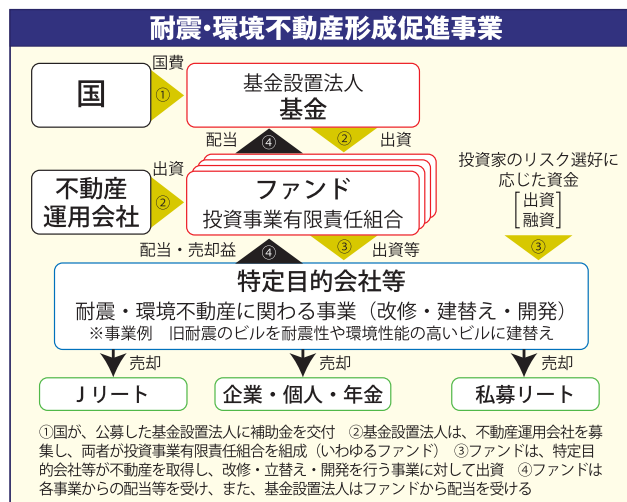 耐震・環境不動産形成促進事業
国
国費
①
基金設置法人
基金
配当
④
②
出資
不動産
運用会社
出資
②
ファンド
投資事業有限責任組合
投資家のリスク選好に
応じた資金
出資
融資
③
配当・売却益
④
③
出資等
特定目的会社等
耐震・環境不動産に関わる事業（改修・建替え・開発）
※事業例　旧耐震のビルを耐震性や環境性能の高いビルに建替え
売却
売却
売却
Jリート
企業・個人・年金
私募リート
①国が、公募した基金設置法人に補助金を交付　②基金設置法人は、不動産運用会社を募
集し、両者が投資事業有限責任組合を組成（いわゆるファンド）　③ファンドは、特定目
的会社等が不動産を取得し、改修・立替え・開発を行う事業に対して出資　④ファンドは
各事業からの配当等を受け、また、基金設置法人はファンドから配当を受ける